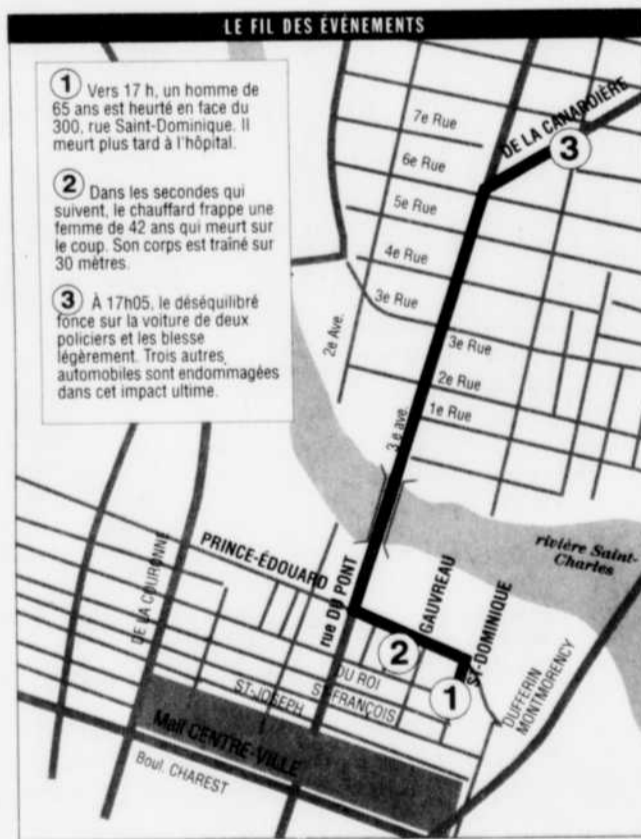 LE FIL DES ÉVÉNEMENTS
1 Vers 17 h, un homme de
65 ans est heurté en face du
300, rue Saint-Dominique. Il
meurt plus tard à l'hôpital.
2 Dans les secondes qui
suivent, le chauffard frappe une
femme de 42 ans qui meurt sur
le coup. Son corps est traîné sur
30 mètres.
3 À 17h05, le déséquilibré
fonce sur la voiture de deux
policiers et les blesse
légèrement. Trois autres
automobiles sont endommagées
dans cet impact ultime.
DE LA CANARDIÈRE
3
7e Rue
6e Rue
5e Rue
4e Rue
3e Rue
2e Ave.
3e Rue
2e Rue
1e Rue
3 e ave.
rivière Saint-
Charles
PRINCE-ÉDOUARD
DE LA COURONNE
rue DU PONT
GAUVREAU
ST-DOMINIQUE
2
1
DU ROI
ST-FRANÇOIS
ST-JOSEPH
DUFFERIN
MONTMORENCY
Mail CENTRE-VILLE
Boul. CHAREST